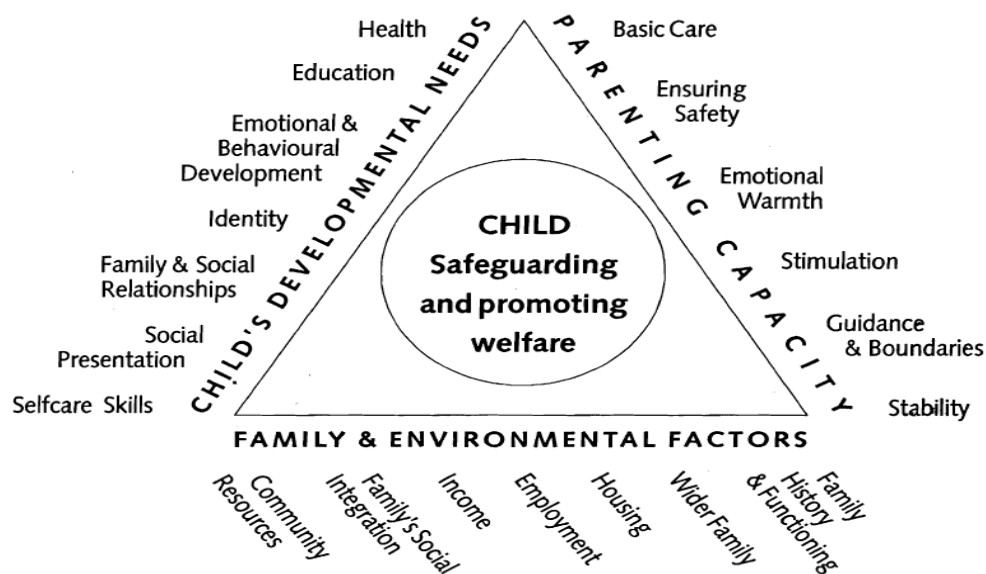 Health
Education
Emotional &
Behavioural
Development
Identity
Family & Social
Relationships
Social
Presentation
Selfcare Skills
CHILD'S DEVELOPMENTAL NEEDS
PARENTING CAPACITY
Basic Care
Ensuring
Safety
Emotional
Warmth
Stimulation
Guidance
& Boundaries
Stability
CHILD
Safeguarding
and promoting
welfare
FAMILY & ENVIRONMENTAL FACTORS
Community
Resources
Family's Social
Integration
Income
Employment
Housing
Wider Family
Family
History
& Functioning